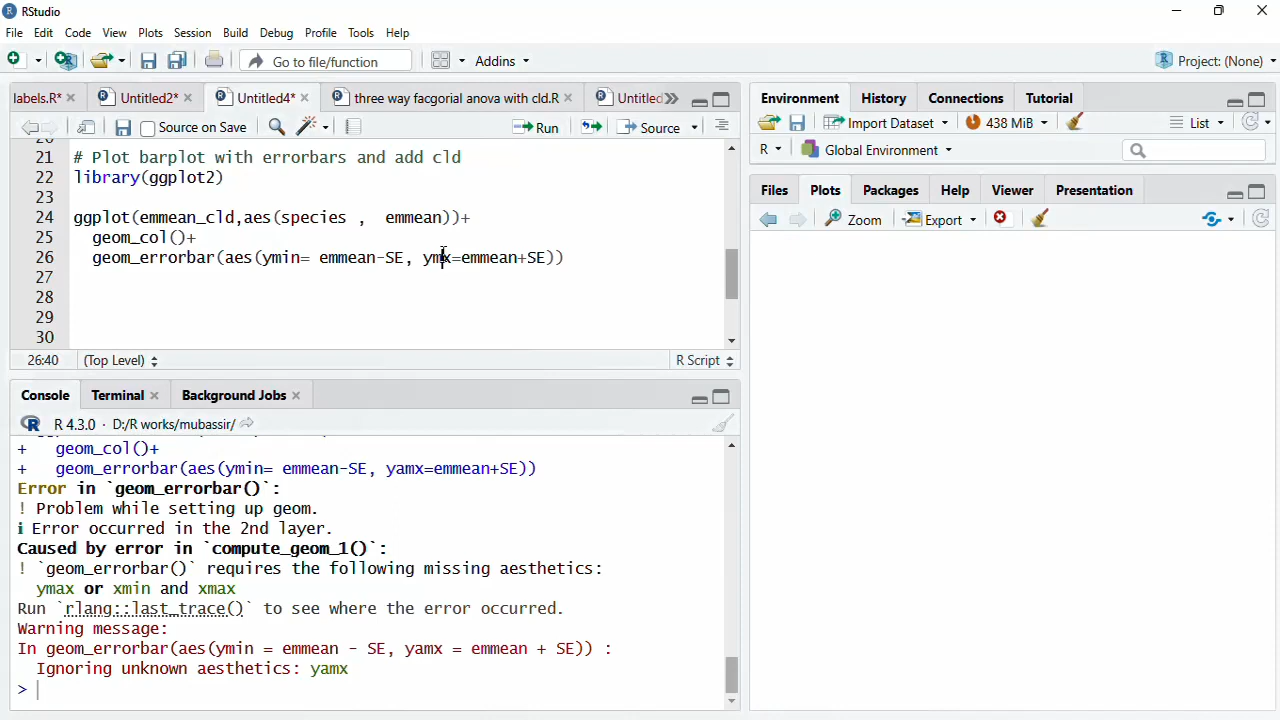 RStudio
File Edit Code View Plots Session Build Debug Profile Tools Help
Go to file/function Addins Project: (None)
labels.R* Untitled2* Untitled4* three way facgorial anova with cld.R Untitled
Source on Save Run Source
21 # Plot barplot with errorbars and add cld
22 library(ggplot2)
23
24 ggplot(emmean_cld,aes(species , emmean))+
25 geom_col()+
26 geom_errorbar(aes(ymin= emmean-SE, ymx=emmean+SE))
27
28
29
30
26:40 (Top Level) R Script
Console Terminal Background Jobs
R 4.3.0 · D:/R works/mubassir/
+ geom_col()+
+ geom_errorbar(aes(ymin= emmean-SE, yamx=emmean+SE))
Error in `geom_errorbar()`:
! Problem while setting up geom.
i Error occurred in the 2nd layer.
Caused by error in `compute_geom_1()`:
! `geom_errorbar()` requires the following missing aesthetics:
ymax or xmin and xmax
Run `rlang::last_trace()` to see where the error occurred.
Warning message:
In geom_errorbar(aes(ymin = emmean - SE, yamx = emmean + SE)) :
Ignoring unknown aesthetics: yamx
>
Environment History Connections Tutorial
Import Dataset 438 MiB List
R Global Environment
Files Plots Packages Help Viewer Presentation
Zoom Export